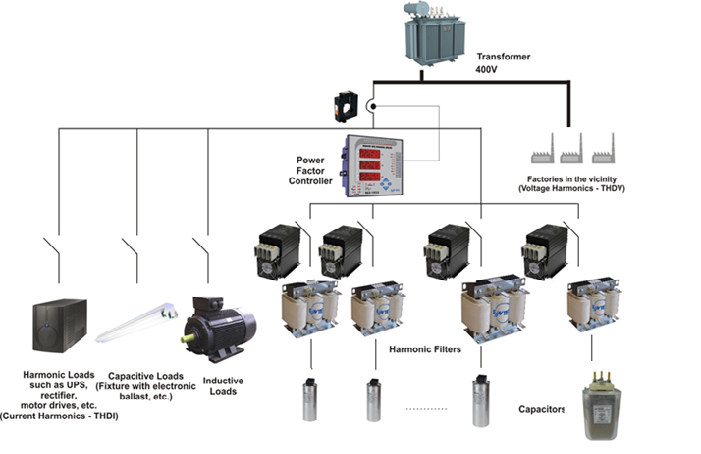 Transformer
400V
Power
Factor
Controller
Factories in the vicinity
(Voltage Harmonics - THDV)
Harmonic Filters
Harmonic Loads
such as UPS,
rectifier,
motor drives, etc.
(Current Harmonics - THDI)
Capacitive Loads
(Fixture with electronic
ballast, etc.)
Inductive
Loads
Capacitors